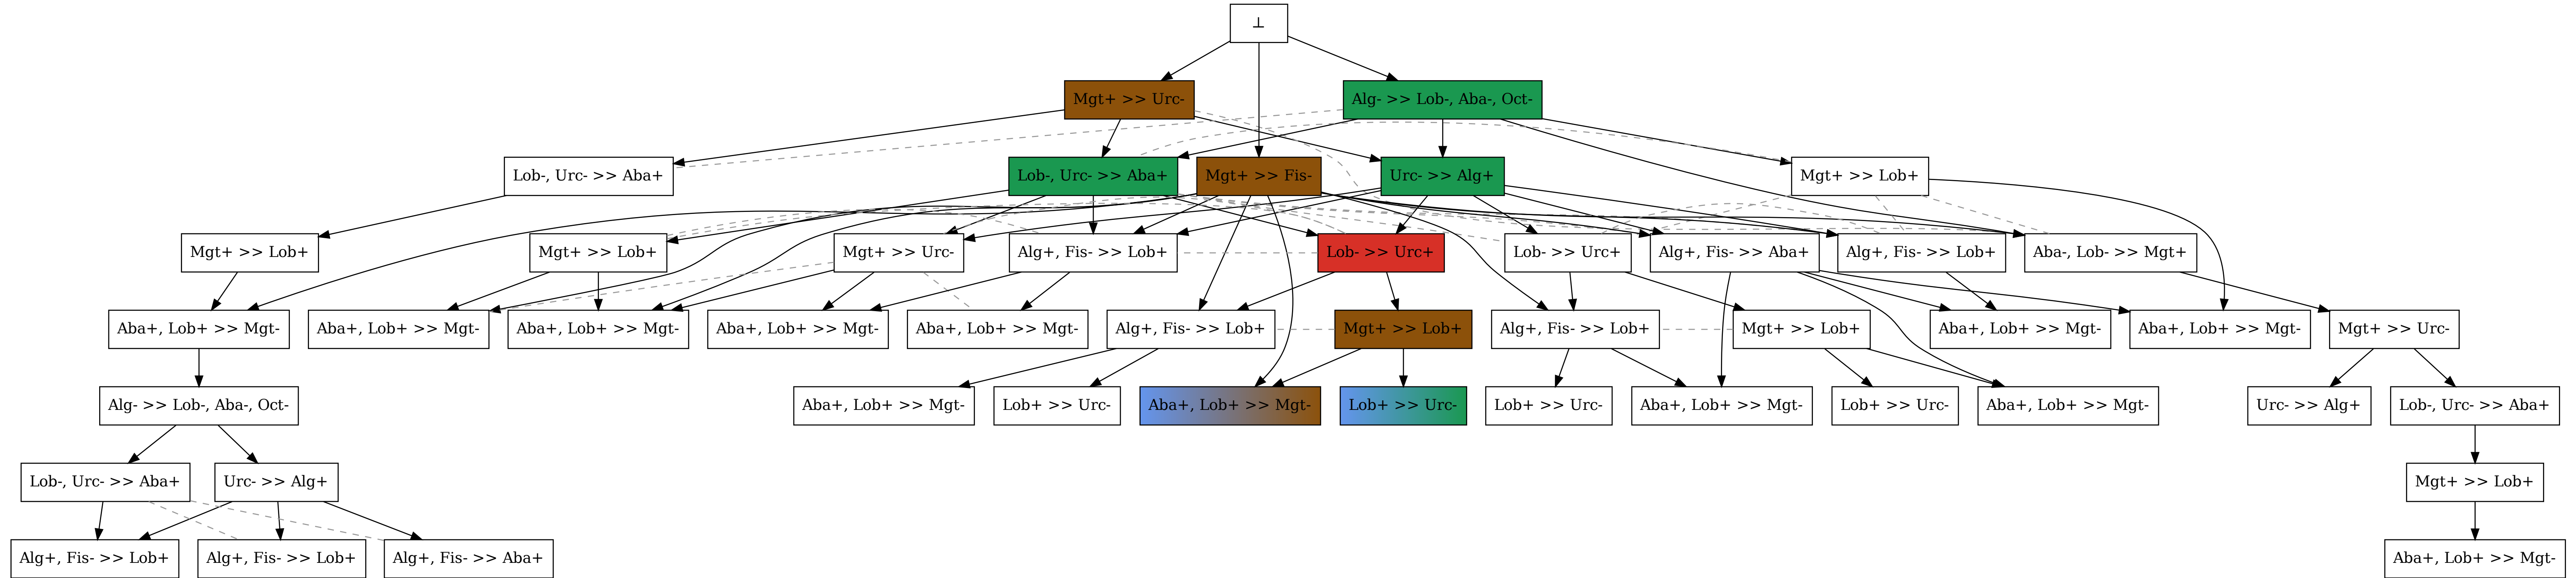 ⊥
Mgt+ >> Urc-
Alg- >> Lob-, Aba-, Oct-
Lob-, Urc- >> Aba+
Lob-, Urc- >> Aba+
Mgt+ >> Fis-
Urc- >> Alg+
Mgt+ >> Lob+
Mgt+ >> Lob+
Mgt+ >> Lob+
Mgt+ >> Urc-
Alg+, Fis- >> Lob+
Lob- >> Urc+
Lob- >> Urc+
Alg+, Fis- >> Aba+
Alg+, Fis- >> Lob+
Aba-, Lob- >> Mgt+
Aba+, Lob+ >> Mgt-
Aba+, Lob+ >> Mgt-
Aba+, Lob+ >> Mgt-
Aba+, Lob+ >> Mgt-
Aba+, Lob+ >> Mgt-
Alg+, Fis- >> Lob+
Mgt+ >> Lob+
Alg+, Fis- >> Lob+
Mgt+ >> Lob+
Aba+, Lob+ >> Mgt-
Aba+, Lob+ >> Mgt-
Mgt+ >> Urc-
Alg- >> Lob-, Aba-, Oct-
Aba+, Lob+ >> Mgt-
Lob+ >> Urc-
Aba+, Lob+ >> Mgt-
Lob+ >> Urc-
Lob+ >> Urc-
Aba+, Lob+ >> Mgt-
Lob+ >> Urc-
Aba+, Lob+ >> Mgt-
Urc- >> Alg+
Lob-, Urc- >> Aba+
Lob-, Urc- >> Aba+
Urc- >> Alg+
Mgt+ >> Lob+
Alg+, Fis- >> Lob+
Alg+, Fis- >> Lob+
Alg+, Fis- >> Aba+
Aba+, Lob+ >> Mgt-